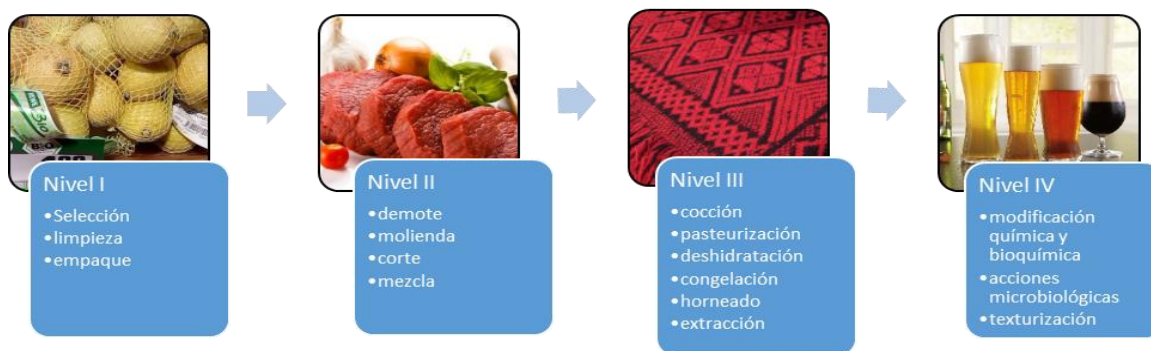 Nivel I
•Selección
•limpieza
•empaque
Nivel II
•demote
•molienda
•corte
•mezcla
Nivel III
•cocción
•pasteurización
•deshidratación
•congelación
•horneado
•extracción
Nivel IV
•modificación
química y
bioquímica
•acciones
microbiológicas
•texturización